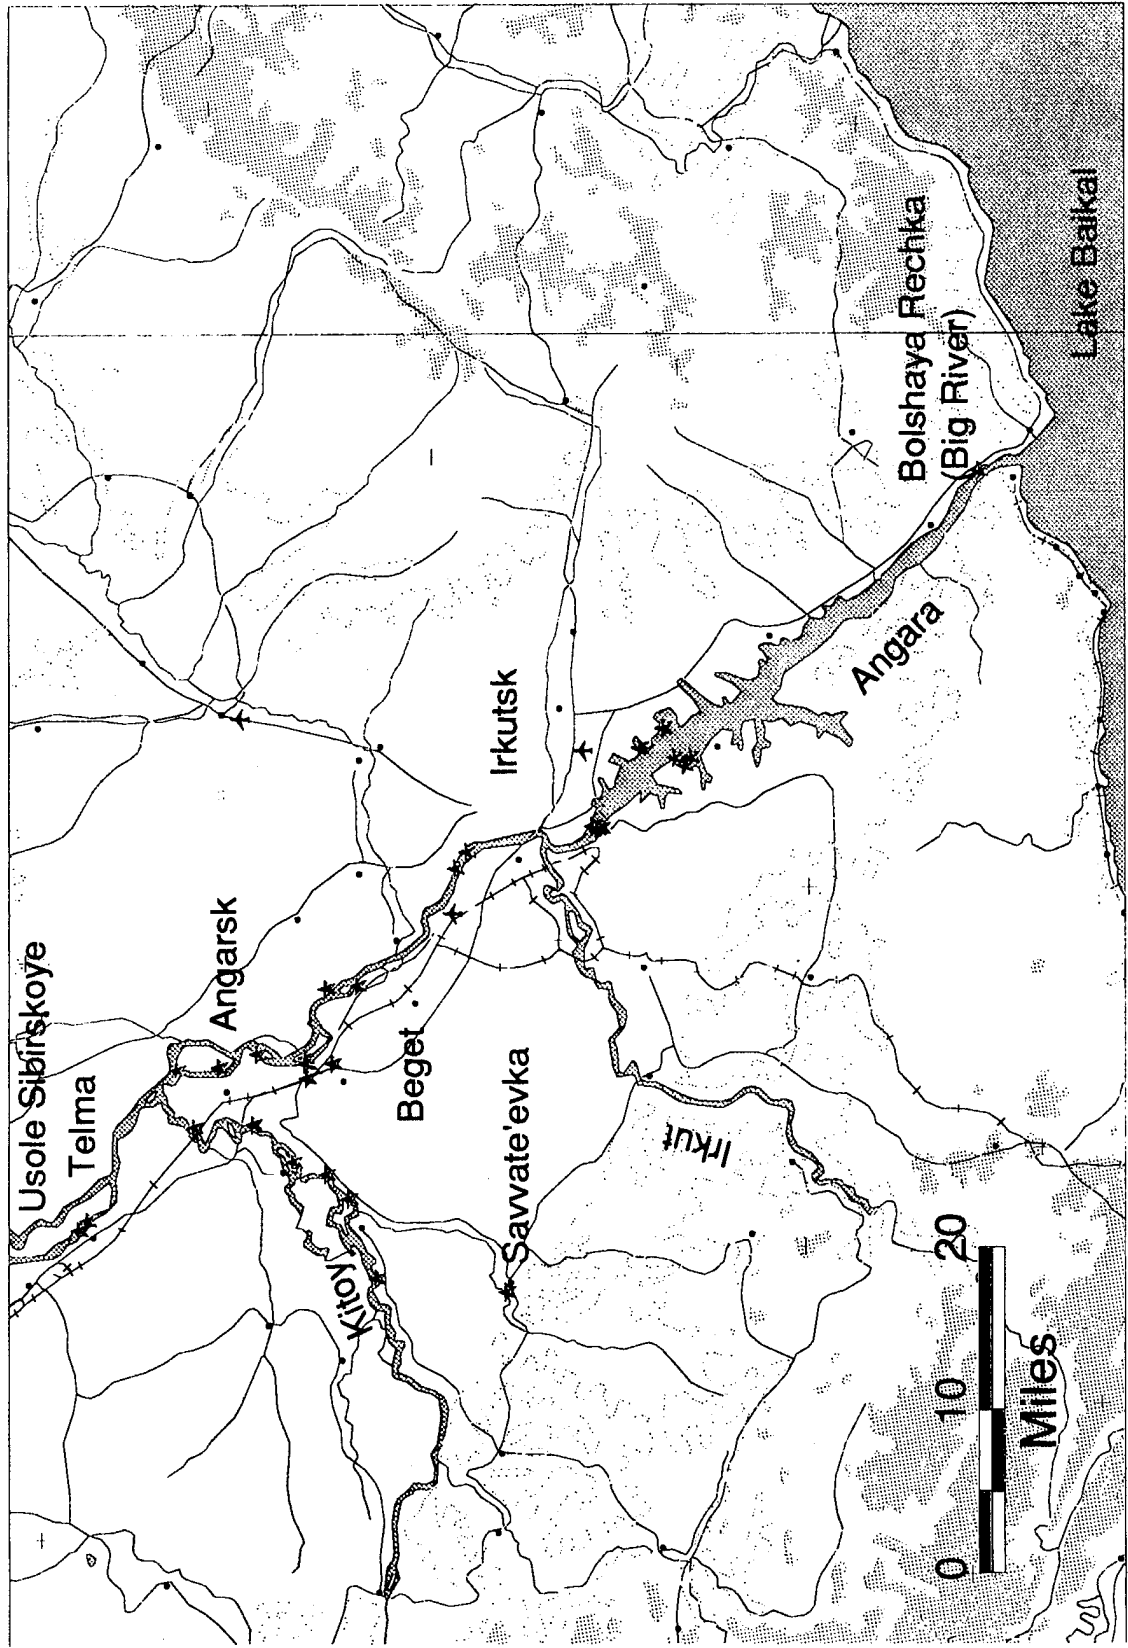 Usole Sibirskoye
Telma
Angarsk
Irkutsk
Beget
Savvate'evka
Kitoy
Irkut
Angara
Bolshaya Rechka
(Big River)
Lake Baikal
0 10 20
Miles